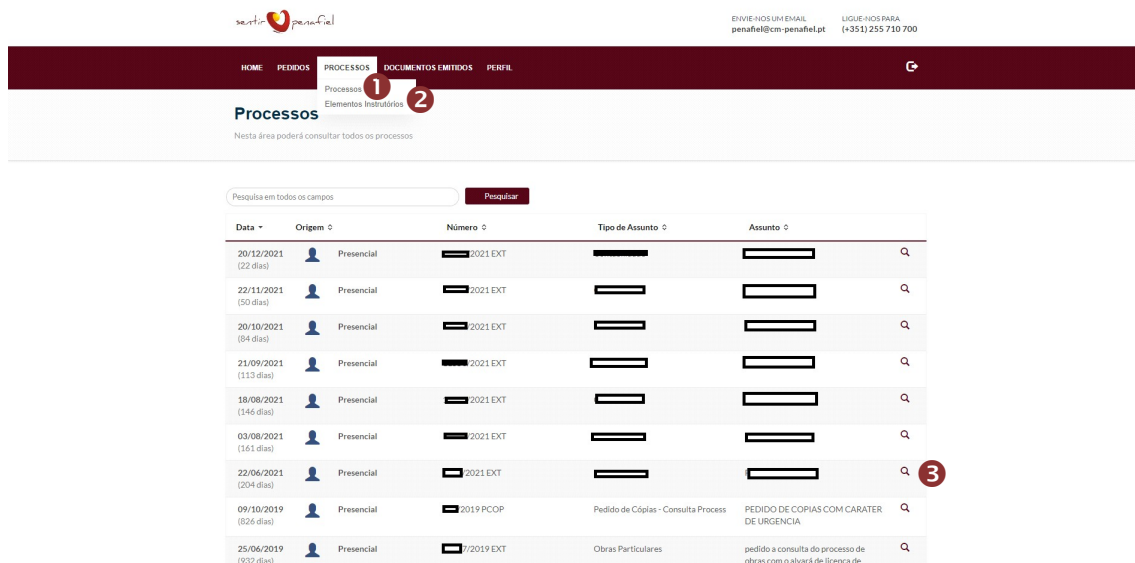 sentir penafiel
ENVIE-NOS UM EMAIL
penafiel@cm-penafiel.pt
LIGUE-NOS PARA
(+351) 255 710 700
HOME PEDIDOS PROCESSOS DOCUMENTOS EMITIDOS PERFIL
Processos 1
Elementos Instrutórios 2
Processos
Nesta área poderá consultar todos os processos
Pesquisa em todos os campos Pesquisar
Data Origem Número Tipo de Assunto Assunto
20/12/2021 Presencial 2021 EXT
(22 dias)
22/11/2021 Presencial 2021 EXT
(50 dias)
20/10/2021 Presencial /2021 EXT
(84 dias)
21/09/2021 Presencial /2021 EXT
(113 dias)
18/08/2021 Presencial /2021 EXT
(146 dias)
03/08/2021 Presencial /2021 EXT
(161 dias)
22/06/2021 Presencial /2021 EXT 3
(204 dias)
09/10/2019 Presencial 2019 PCOP Pedido de Cópias - Consulta Process PEDIDO DE COPIAS COM CARATER
(826 dias) DE URGENCIA
25/06/2019 Presencial 7/2019 EXT Obras Particulares pedido a consulta do processo de
(932 dias) obras com o alvará de licença de